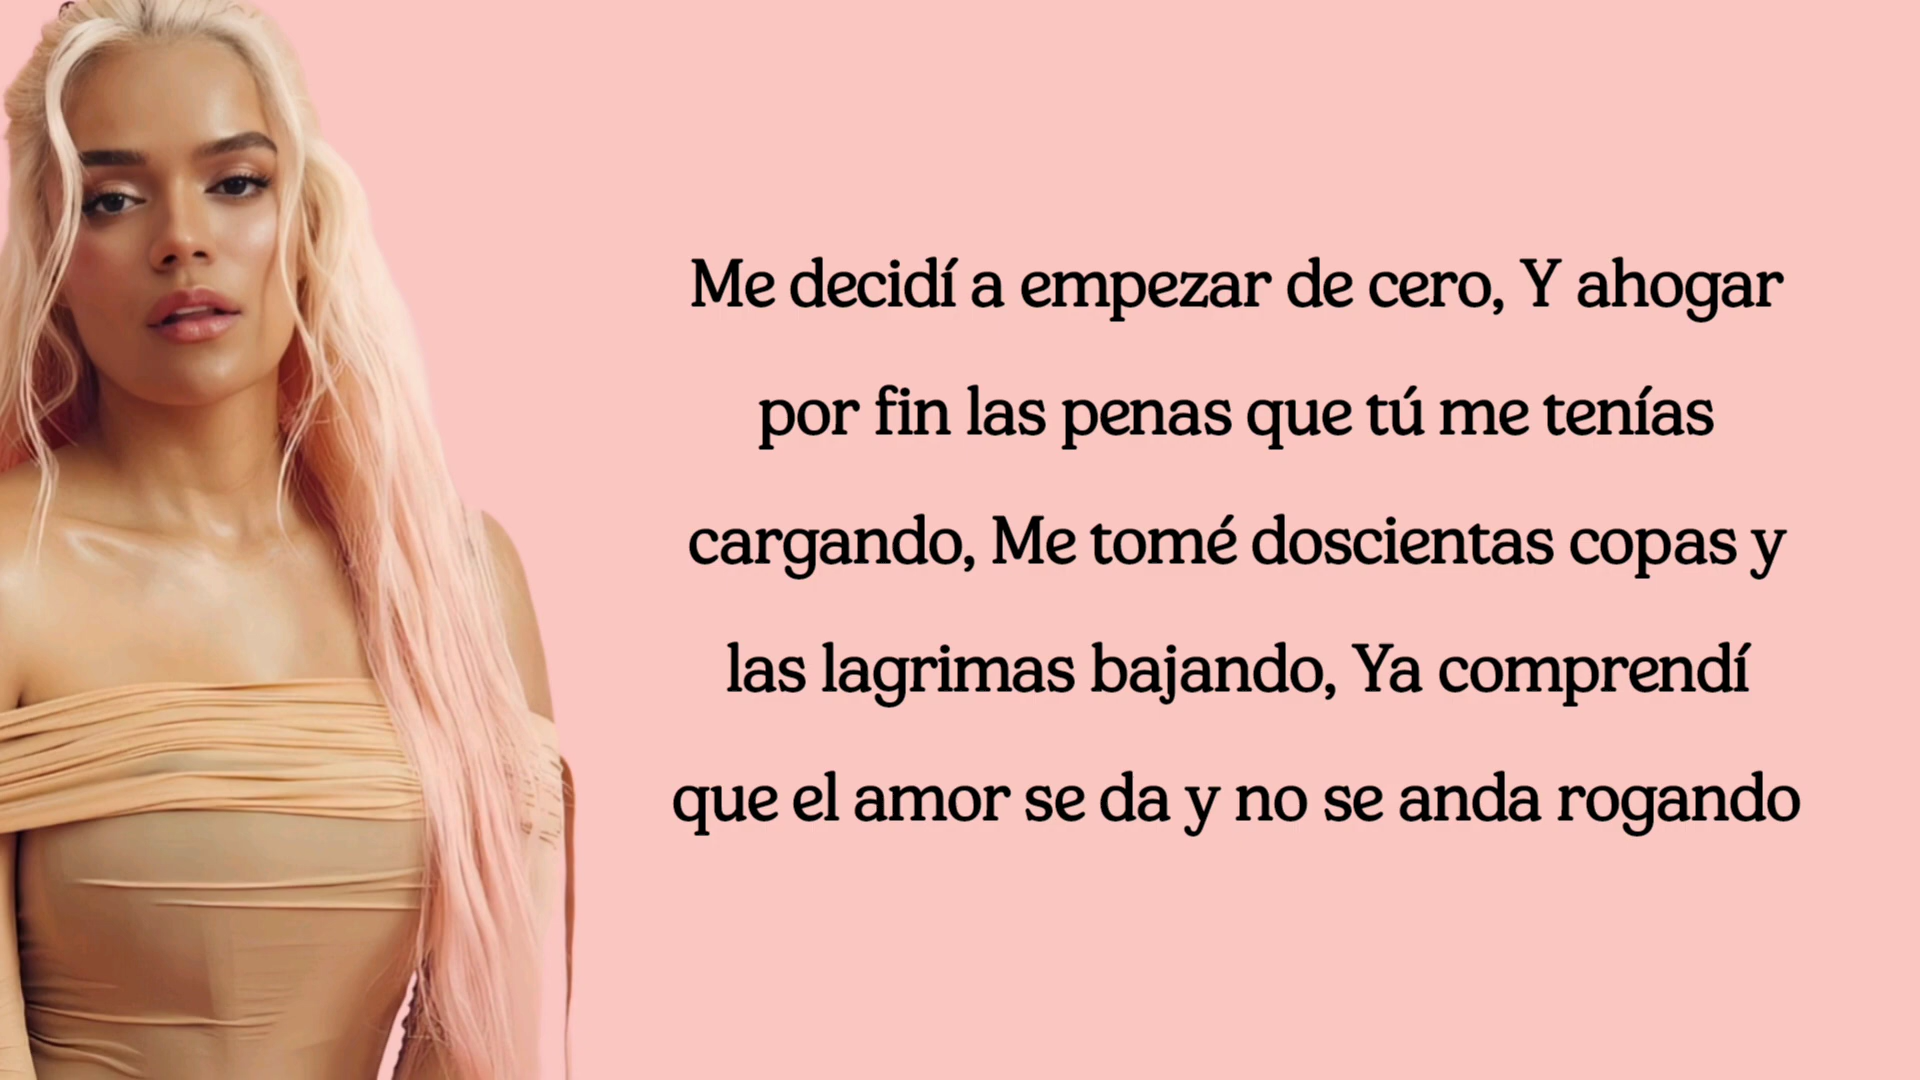 Me decidí a empezar de cero, Y ahogar
por fin las penas que tú me tenías
cargando, Me tomé doscientas copas y
las lagrimas bajando, Ya comprendí
que el amor se da y no se anda rogando